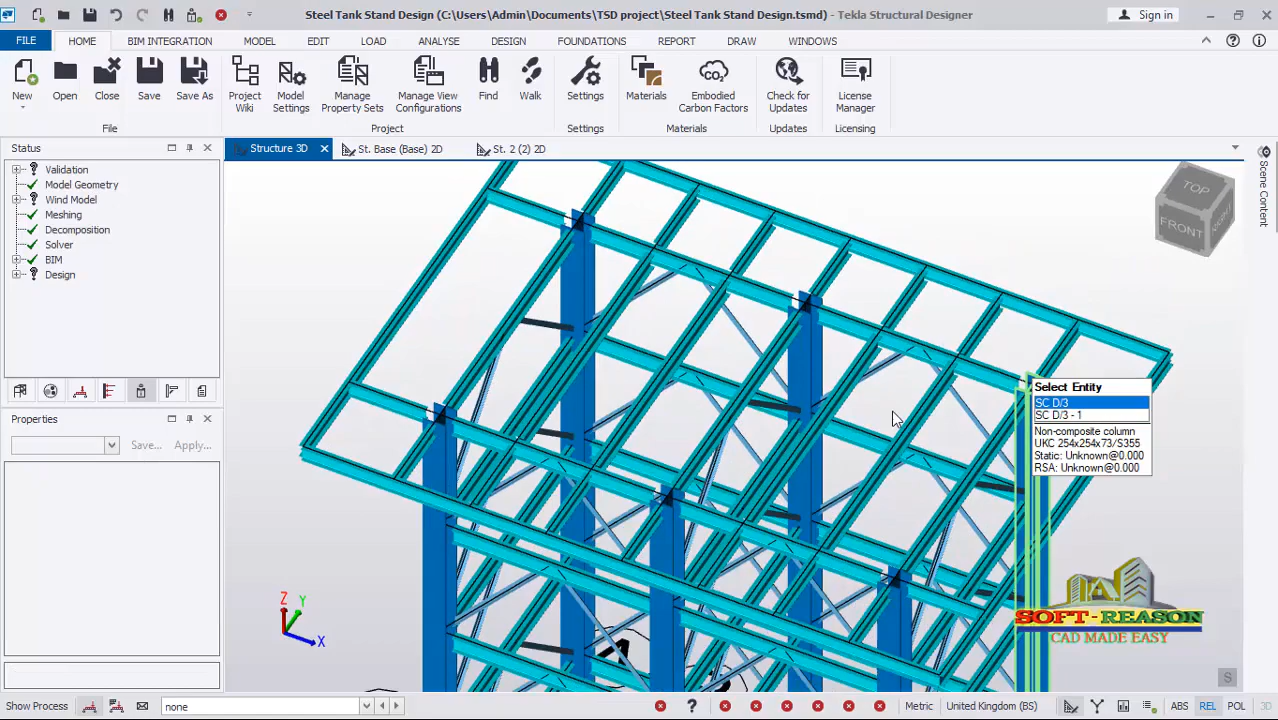 Steel Tank Stand Design (C:\Users\Admin\Documents\TSD project\Steel Tank Stand Design.tsmd) - Tekla Structural Designer
Sign in
FILE HOME BIM INTEGRATION MODEL EDIT LOAD ANALYSE DESIGN FOUNDATIONS REPORT DRAW WINDOWS
New Open Close Save Save As
Project Wiki
Model Settings
Manage Property Sets
Manage View Configurations
Find Walk
Settings
Materials
Embodied Carbon Factors
Check for Updates
License Manager
File Project Settings Materials Updates Licensing
Status
Structure 3D
St. Base (Base) 2D
St. 2 (2) 2D
Scene Content
Validation
Model Geometry
Wind Model
Meshing
Decomposition
Solver
BIM
Design
TOP
FRONT
RIGHT
Select Entity
SC D/3
SC D/3 - 1
Non-composite column
UKC 254x254x73/S355
Static: Unknown@0.000
RSA: Unknown@0.000
Properties
Save... Apply...
Z
Y
X
SOFT-REASON
CAD MADE EASY
S
Show Process
none
Metric
United Kingdom (BS)
ABS REL POL 3D